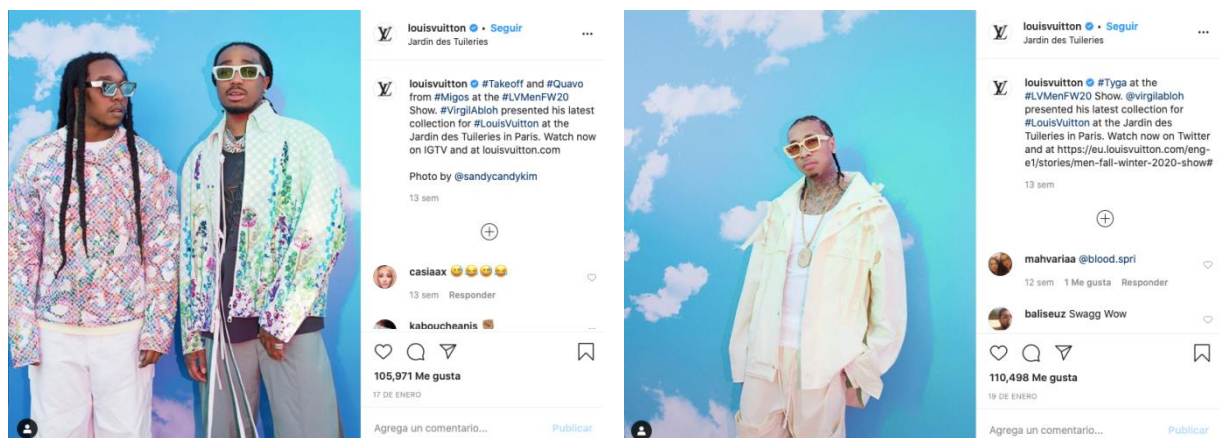 louisvuitton • Seguir
Jardin des Tuileries
louisvuitton #Takeoff and #Quavo
from #Migos at the #LVMenFW20
Show. #VirgilAbloh presented his latest
collection for #LouisVuitton at the
Jardin des Tuileries in Paris. Watch now
on IGTV and at louisvuitton.com
Photo by @sandycandykim
13 sem
casiaax 😅😂😅😂
13 sem Responder
kaboucheanis
105,971 Me gusta
17 DE ENERO
Agrega un comentario... Publicar
louisvuitton • Seguir
Jardin des Tuileries
louisvuitton #Tyga at the
#LVMenFW20 Show. @virgilabloh
presented his latest collection for
#LouisVuitton at the Jardin des
Tuileries in Paris. Watch now on Twitter
and at https://eu.louisvuitton.com/eng-
e1/stories/men-fall-winter-2020-show#
13 sem
mahvariaa @blood.spri
12 sem 1 Me gusta Responder
baliseuz Swagg Wow
110,498 Me gusta
19 DE ENERO
Agrega un comentario... Publicar